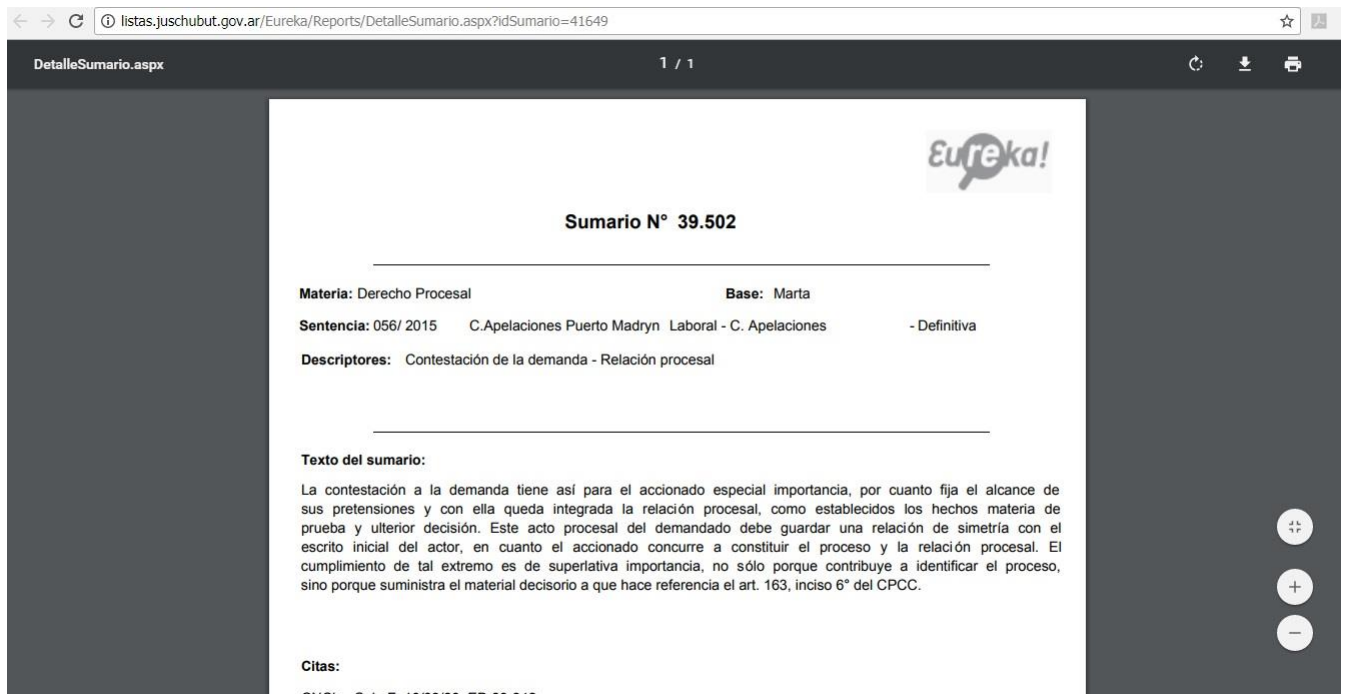 listas.juschubut.gov.ar/Eureka/Reports/DetalleSumario.aspx?idSumario=41649
DetalleSumario.aspx 1 / 1
Eureka!
Sumario N° 39.502
Materia: Derecho Procesal Base: Marta
Sentencia: 056/ 2015 C.Apelaciones Puerto Madryn Laboral - C. Apelaciones - Definitiva
Descriptores: Contestación de la demanda - Relación procesal
Texto del sumario:
La contestación a la demanda tiene así para el accionado especial importancia, por cuanto fija el alcance de
sus pretensiones y con ella queda integrada la relación procesal, como establecidos los hechos materia de
prueba y ulterior decisión. Este acto procesal del demandado debe guardar una relación de simetría con el
escrito inicial del actor, en cuanto el accionado concurre a constituir el proceso y la relación procesal. El
cumplimiento de tal extremo es de superlativa importancia, no sólo porque contribuye a identificar el proceso,
sino porque suministra el material decisorio a que hace referencia el art. 163, inciso 6° del CPCC.
Citas: